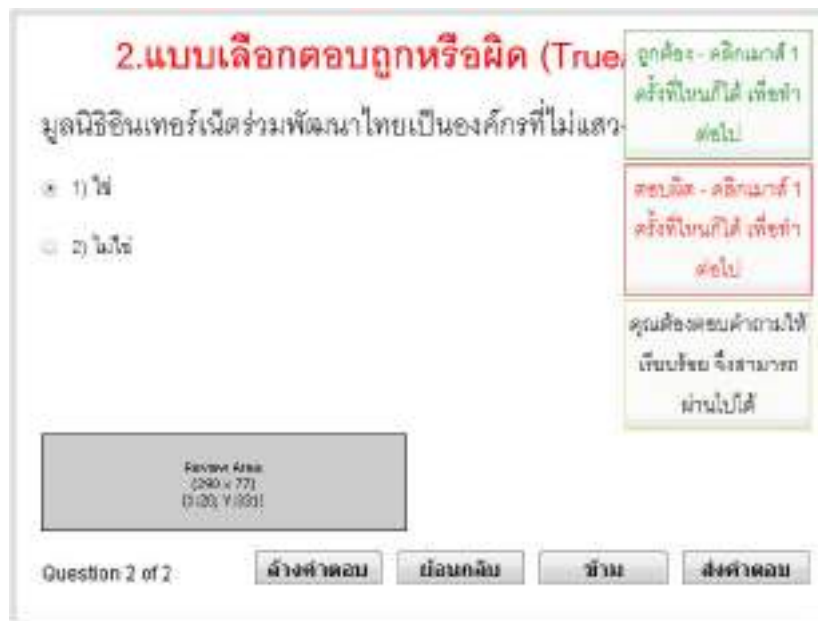 2.แบบเลือกตอบถูกหรือผิด (True
มูลนิธิอินเทอร์เน็ตร่วมพัฒนาไทยเป็นองค์กรที่ไม่แสว
1) ใช่
2) ไม่ใช่
ถูกต้อง - คลิกเมาส์ 1
ครั้งที่ไหนก็ได้ เพื่อทำ
ต่อไป
ตอบผิด - คลิกเมาส์ 1
ครั้งที่ไหนก็ได้ เพื่อทำ
ต่อไป
คุณต้องตอบคำถามให้
เรียบร้อย จึงสามารถ
ผ่านไปได้
Review Area
(290 x 77)
Question 2 of 2
ล้างคำตอบ
ย้อนกลับ
ข้าม
ส่งคำตอบ